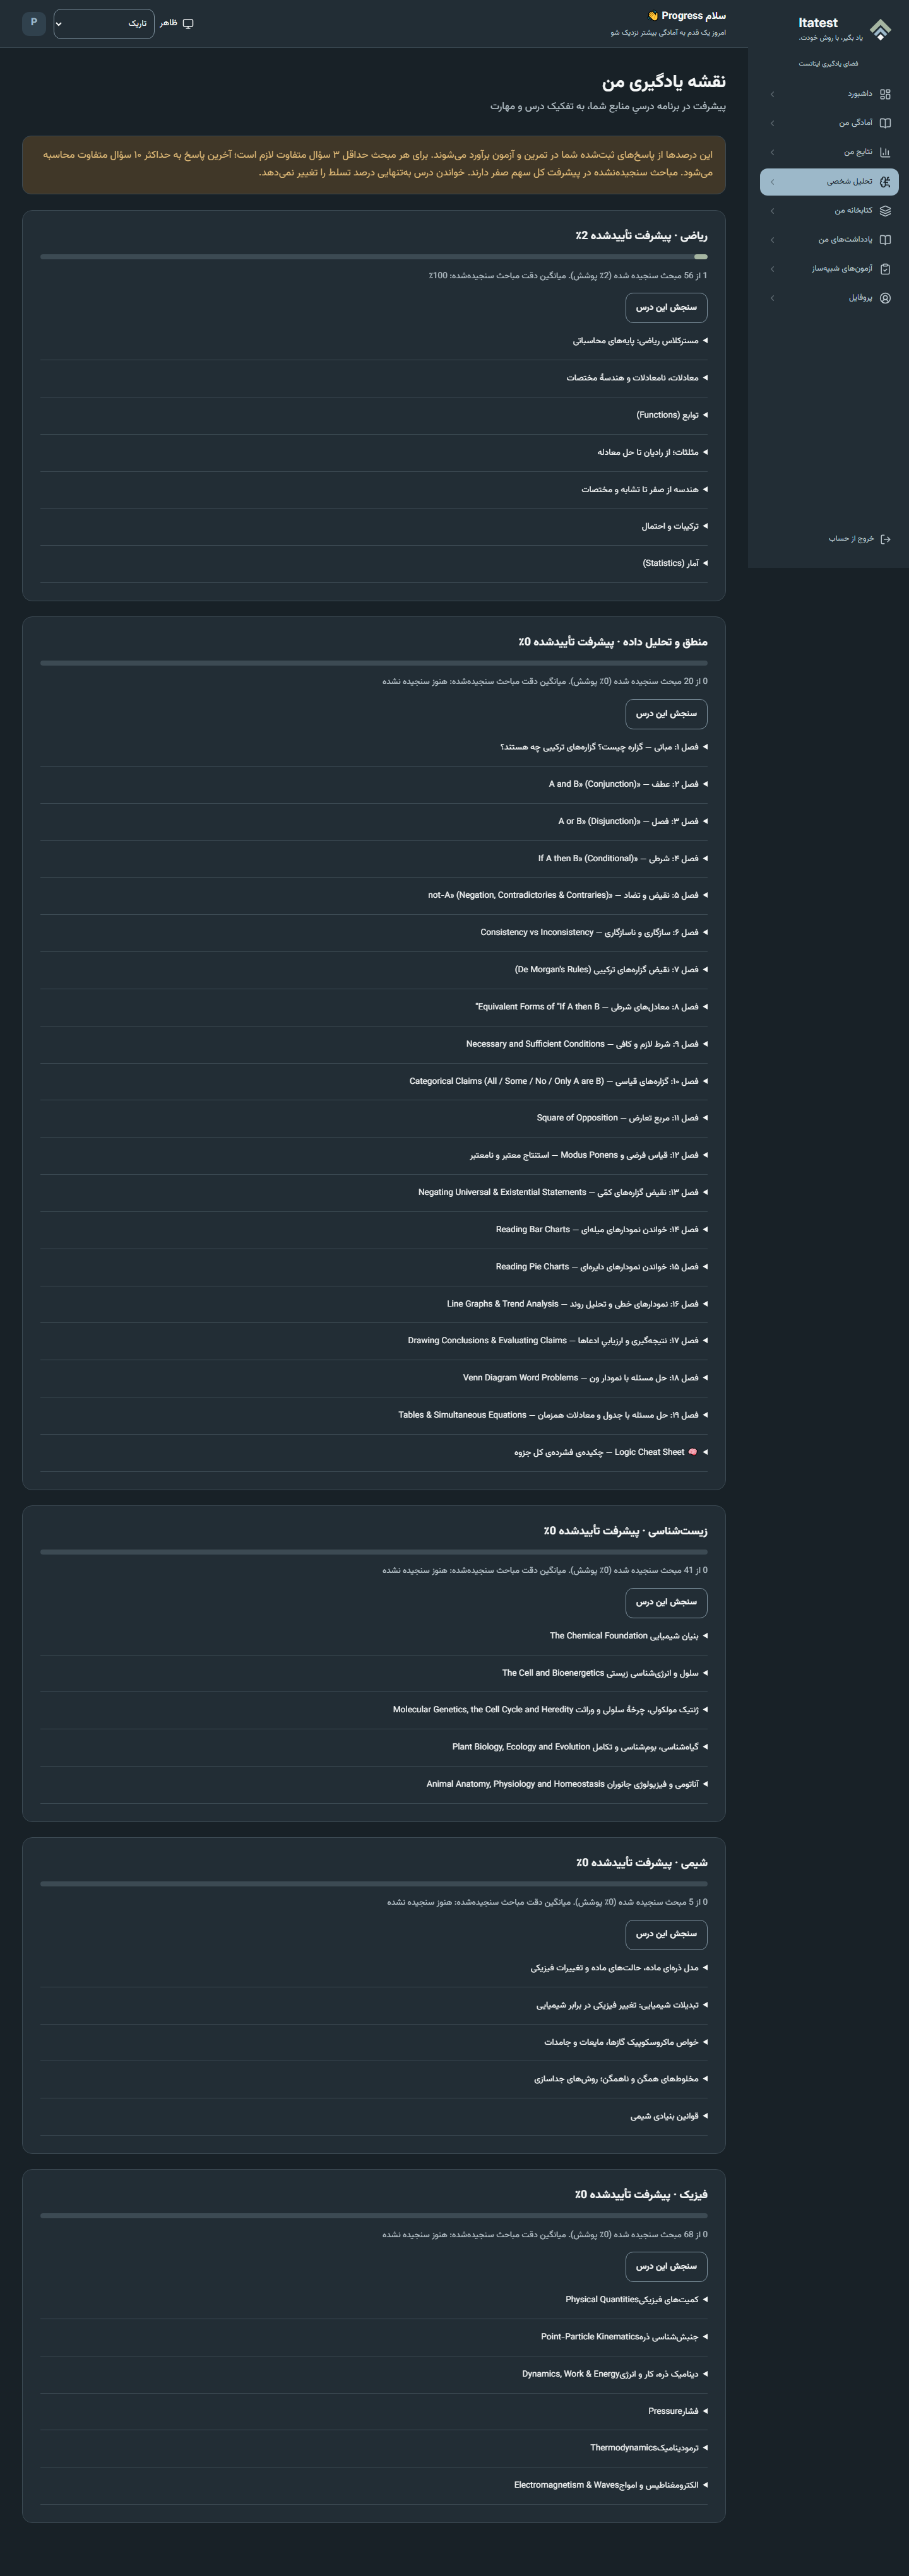 Itatest
یاد بگیر، با روش خودت.
فضای یادگیری ایتاتست
داشبورد
آمادگی من
نتایج من
تحلیل شخصی
کتابخانه من
یادداشت‌های من
آزمون‌های شبیه‌ساز
پروفایل
خروج از حساب
سلام Progress 👋
امروز یک قدم به آمادگی بیشتر نزدیک شو
ظاهر
تاریک
P
نقشه یادگیری من
پیشرفت در برنامه درسیِ منابع شما، به تفکیک درس و مهارت
این درصدها از پاسخ‌های ثبت‌شده شما در تمرین و آزمون برآورد می‌شوند. برای هر مبحث حداقل ۳ سؤال متفاوت لازم است؛ آخرین پاسخ به حداکثر ۱۰ سؤال متفاوت محاسبه
می‌شود. مباحث سنجیده‌نشده در پیشرفت کل سهم صفر دارند. خواندن درس به‌تنهایی درصد تسلط را تغییر نمی‌دهد.
ریاضی · پیشرفت تأییدشده 2٪
1 از 56 مبحث سنجیده شده (2٪ پوشش). میانگین دقت مباحث سنجیده‌شده: 100٪
سنجش این درس
مسترکلاس ریاضی: پایه‌های محاسباتی
معادلات، نامعادلات و هندسهٔ مختصات
توابع (Functions)
مثلثات؛ از رادیان تا حل معادله
هندسه از صفر تا تشابه و مختصات
ترکیبات و احتمال
آمار (Statistics)
منطق و تحلیل داده · پیشرفت تأییدشده 0٪
0 از 20 مبحث سنجیده شده (0٪ پوشش). میانگین دقت مباحث سنجیده‌شده: هنوز سنجیده نشده
سنجش این درس
فصل ۱: مبانی — گزاره چیست؟ گزاره‌های ترکیبی چه هستند؟
فصل ۲: عطف — «A and B» (Conjunction)
فصل ۳: فصل — «A or B» (Disjunction)
فصل ۴: شرطی — «If A then B» (Conditional)
فصل ۵: نقیض و تضاد — «not-A» (Negation, Contradictories & Contraries)
فصل ۶: سازگاری و ناسازگاری — Consistency vs Inconsistency
فصل ۷: نقیض گزاره‌های ترکیبی (De Morgan's Rules)
فصل ۸: معادل‌های شرطی — Equivalent Forms of "If A then B"
فصل ۹: شرط لازم و کافی — Necessary and Sufficient Conditions
فصل ۱۰: گزاره‌های قیاسی — Categorical Claims (All / Some / No / Only A are B)
فصل ۱۱: مربع تعارض — Square of Opposition
فصل ۱۲: قیاس فرضی و Modus Ponens — استنتاج معتبر و نامعتبر
فصل ۱۳: نقیض گزاره‌های کمّی — Negating Universal & Existential Statements
فصل ۱۴: خواندن نمودارهای میله‌ای — Reading Bar Charts
فصل ۱۵: خواندن نمودارهای دایره‌ای — Reading Pie Charts
فصل ۱۶: نمودارهای خطی و تحلیل روند — Line Graphs & Trend Analysis
فصل ۱۷: نتیجه‌گیری و ارزیابیِ ادعاها — Drawing Conclusions & Evaluating Claims
فصل ۱۸: حل مسئله با نمودار ون — Venn Diagram Word Problems
فصل ۱۹: حل مسئله با جدول و معادلات همزمان — Tables & Simultaneous Equations
🧠 Logic Cheat Sheet — چکیده‌ی فشرده‌ی کل جزوه
زیست‌شناسی · پیشرفت تأییدشده 0٪
0 از 41 مبحث سنجیده شده (0٪ پوشش). میانگین دقت مباحث سنجیده‌شده: هنوز سنجیده نشده
سنجش این درس
بنیان شیمیایی The Chemical Foundation
سلول و انرژی‌شناسی زیستی The Cell and Bioenergetics
ژنتیک مولکولی، چرخهٔ سلولی و وراثت Molecular Genetics, the Cell Cycle and Heredity
گیاه‌شناسی، بوم‌شناسی و تکامل Plant Biology, Ecology and Evolution
آناتومی و فیزیولوژی جانوران Animal Anatomy, Physiology and Homeostasis
شیمی · پیشرفت تأییدشده 0٪
0 از 5 مبحث سنجیده شده (0٪ پوشش). میانگین دقت مباحث سنجیده‌شده: هنوز سنجیده نشده
سنجش این درس
مدل ذره‌ای ماده، حالت‌های ماده و تغییرات فیزیکی
تبدیلات شیمیایی: تغییر فیزیکی در برابر شیمیایی
خواص ماکروسکوپیک گازها، مایعات و جامدات
مخلوط‌های همگن و ناهمگن؛ روش‌های جداسازی
قوانین بنیادی شیمی
فیزیک · پیشرفت تأییدشده 0٪
0 از 68 مبحث سنجیده شده (0٪ پوشش). میانگین دقت مباحث سنجیده‌شده: هنوز سنجیده نشده
سنجش این درس
کمیت‌های فیزیکیPhysical Quantities
جنبش‌شناسی ذرهPoint-Particle Kinematics
دینامیک ذره، کار و انرژیDynamics, Work & Energy
فشارPressure
ترمودینامیکThermodynamics
الکترومغناطیس و امواجElectromagnetism & Waves